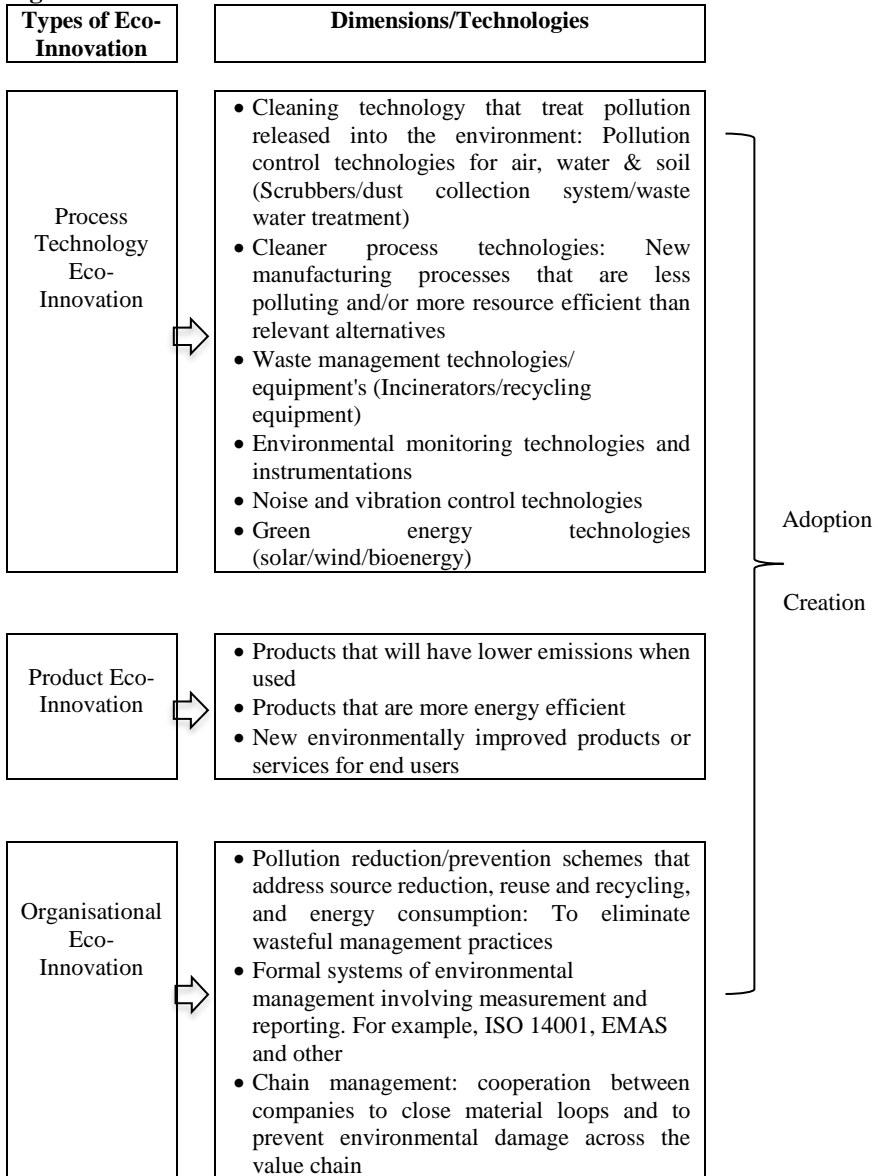 Types of Eco-
Innovation
Dimensions/Technologies
Process
Technology
Eco-
Innovation
• Cleaning technology that treat pollution
released into the environment: Pollution
control technologies for air, water & soil
(Scrubbers/dust collection system/waste
water treatment)
• Cleaner process technologies: New
manufacturing processes that are less
polluting and/or more resource efficient than
relevant alternatives
• Waste management technologies/
equipment's (Incinerators/recycling
equipment)
• Environmental monitoring technologies and
instrumentations
• Noise and vibration control technologies
• Green energy technologies
(solar/wind/bioenergy)
Adoption
Creation
Product Eco-
Innovation
• Products that will have lower emissions when
used
• Products that are more energy efficient
• New environmentally improved products or
services for end users
Organisational
Eco-
Innovation
• Pollution reduction/prevention schemes that
address source reduction, reuse and recycling,
and energy consumption: To eliminate
wasteful management practices
• Formal systems of environmental
management involving measurement and
reporting. For example, ISO 14001, EMAS
and other
• Chain management: cooperation between
companies to close material loops and to
prevent environmental damage across the
value chain